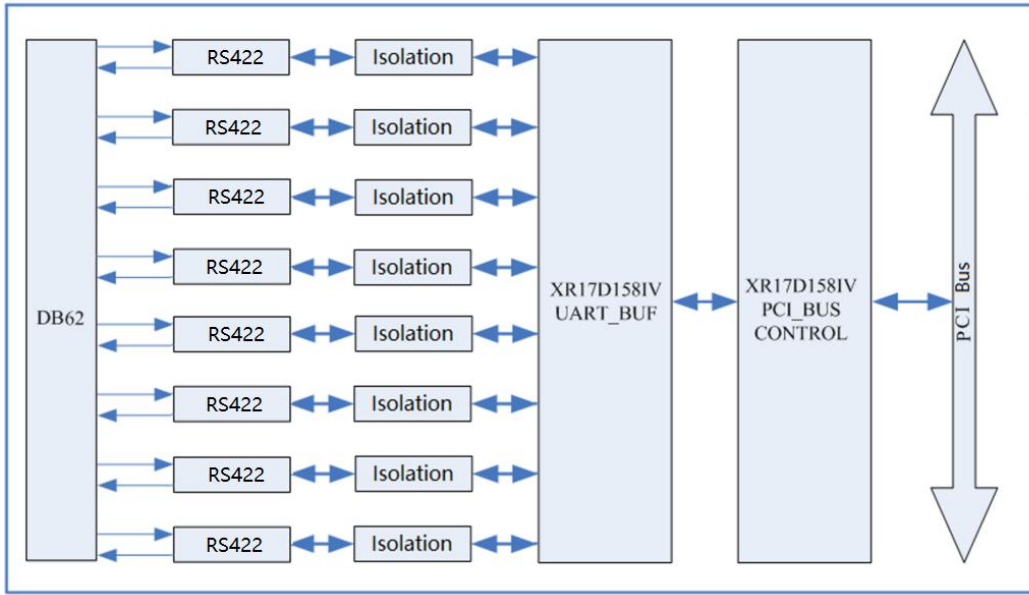 DB62
RS422
Isolation
RS422
Isolation
RS422
Isolation
RS422
Isolation
RS422
Isolation
RS422
Isolation
RS422
Isolation
RS422
Isolation
XR17D158IV
UART_BUF
XR17D158IV
PCI_BUS
CONTROL
PCI_Bus